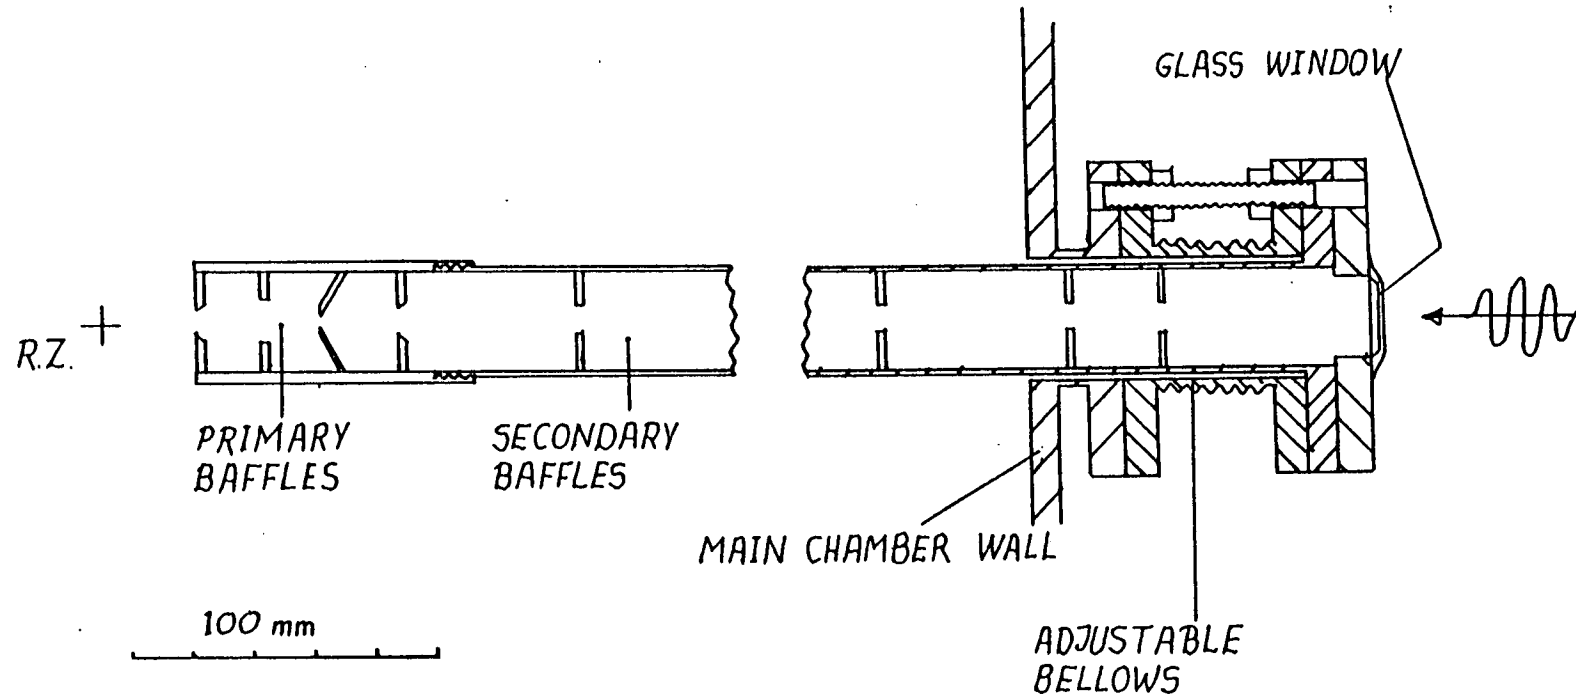 GLASS WINDOW
R.Z.
PRIMARY
BAFFLES
SECONDARY
BAFFLES
MAIN CHAMBER WALL
100 mm
ADJUSTABLE
BELLOWS